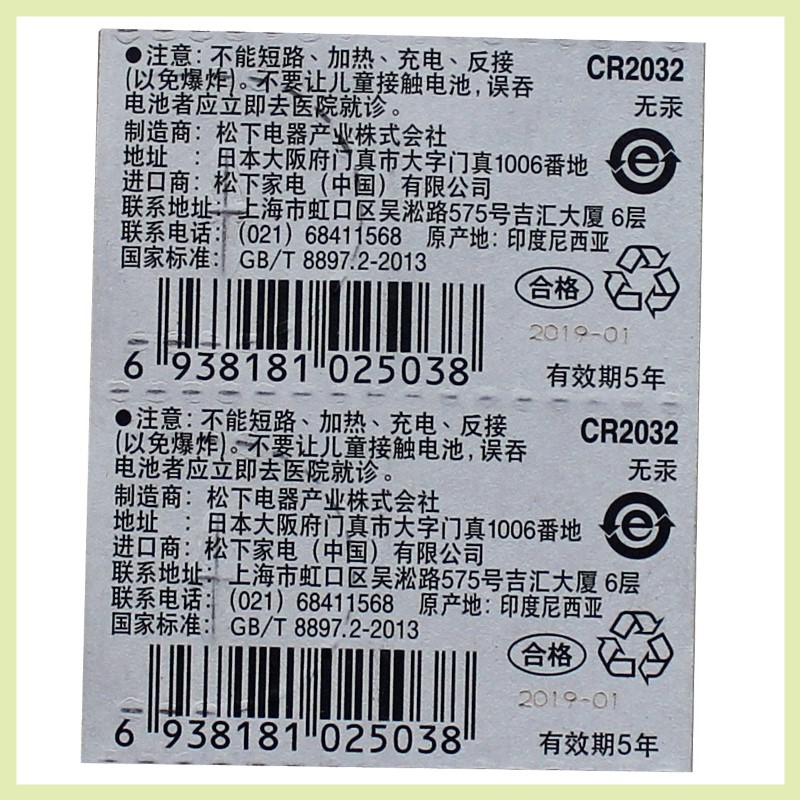 ●注意：不能短路、加热、充电、反接
(以免爆炸)。不要让儿童接触电池，误吞
电池者应立即去医院就诊。
CR2032
无汞
制造商：松下电器产业株式会社
地址　：日本大阪府门真市大字门真1006番地
进口商：松下家电（中国）有限公司
联系地址：上海市虹口区吴淞路575号吉汇大厦 6层
联系电话：(021) 68411568　原产地：印度尼西亚
国家标准：GB/T 8897.2-2013
e
合格
2019-01
6 938181 025038
有效期5年
●注意：不能短路、加热、充电、反接
(以免爆炸)。不要让儿童接触电池，误吞
电池者应立即去医院就诊。
CR2032
无汞
制造商：松下电器产业株式会社
地址　：日本大阪府门真市大字门真1006番地
进口商：松下家电（中国）有限公司
联系地址：上海市虹口区吴淞路575号吉汇大厦 6层
联系电话：(021) 68411568　原产地：印度尼西亚
国家标准：GB/T 8897.2-2013
e
合格
2019-01
6 938181 025038
有效期5年